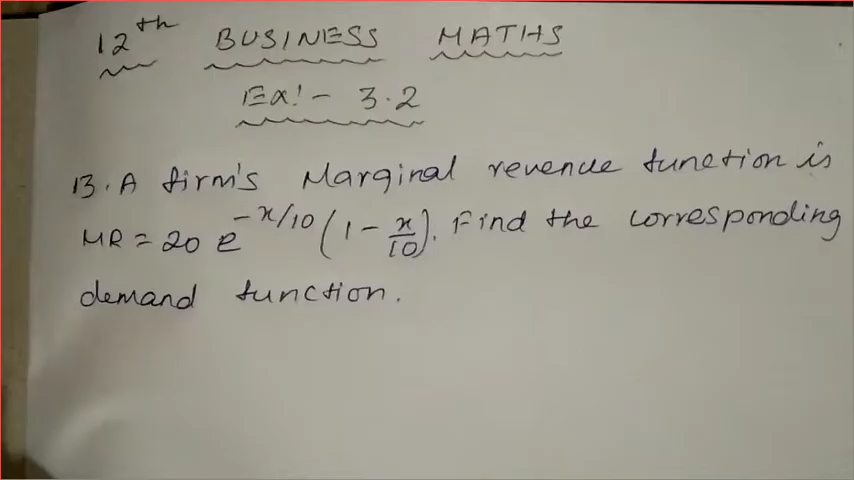 12th BUSINESS MATHS
Ex:- 3.2
13. A firm's Marginal revenue function is
MR = 20 e^-x/10 (1 - x/10). Find the corresponding
demand function.